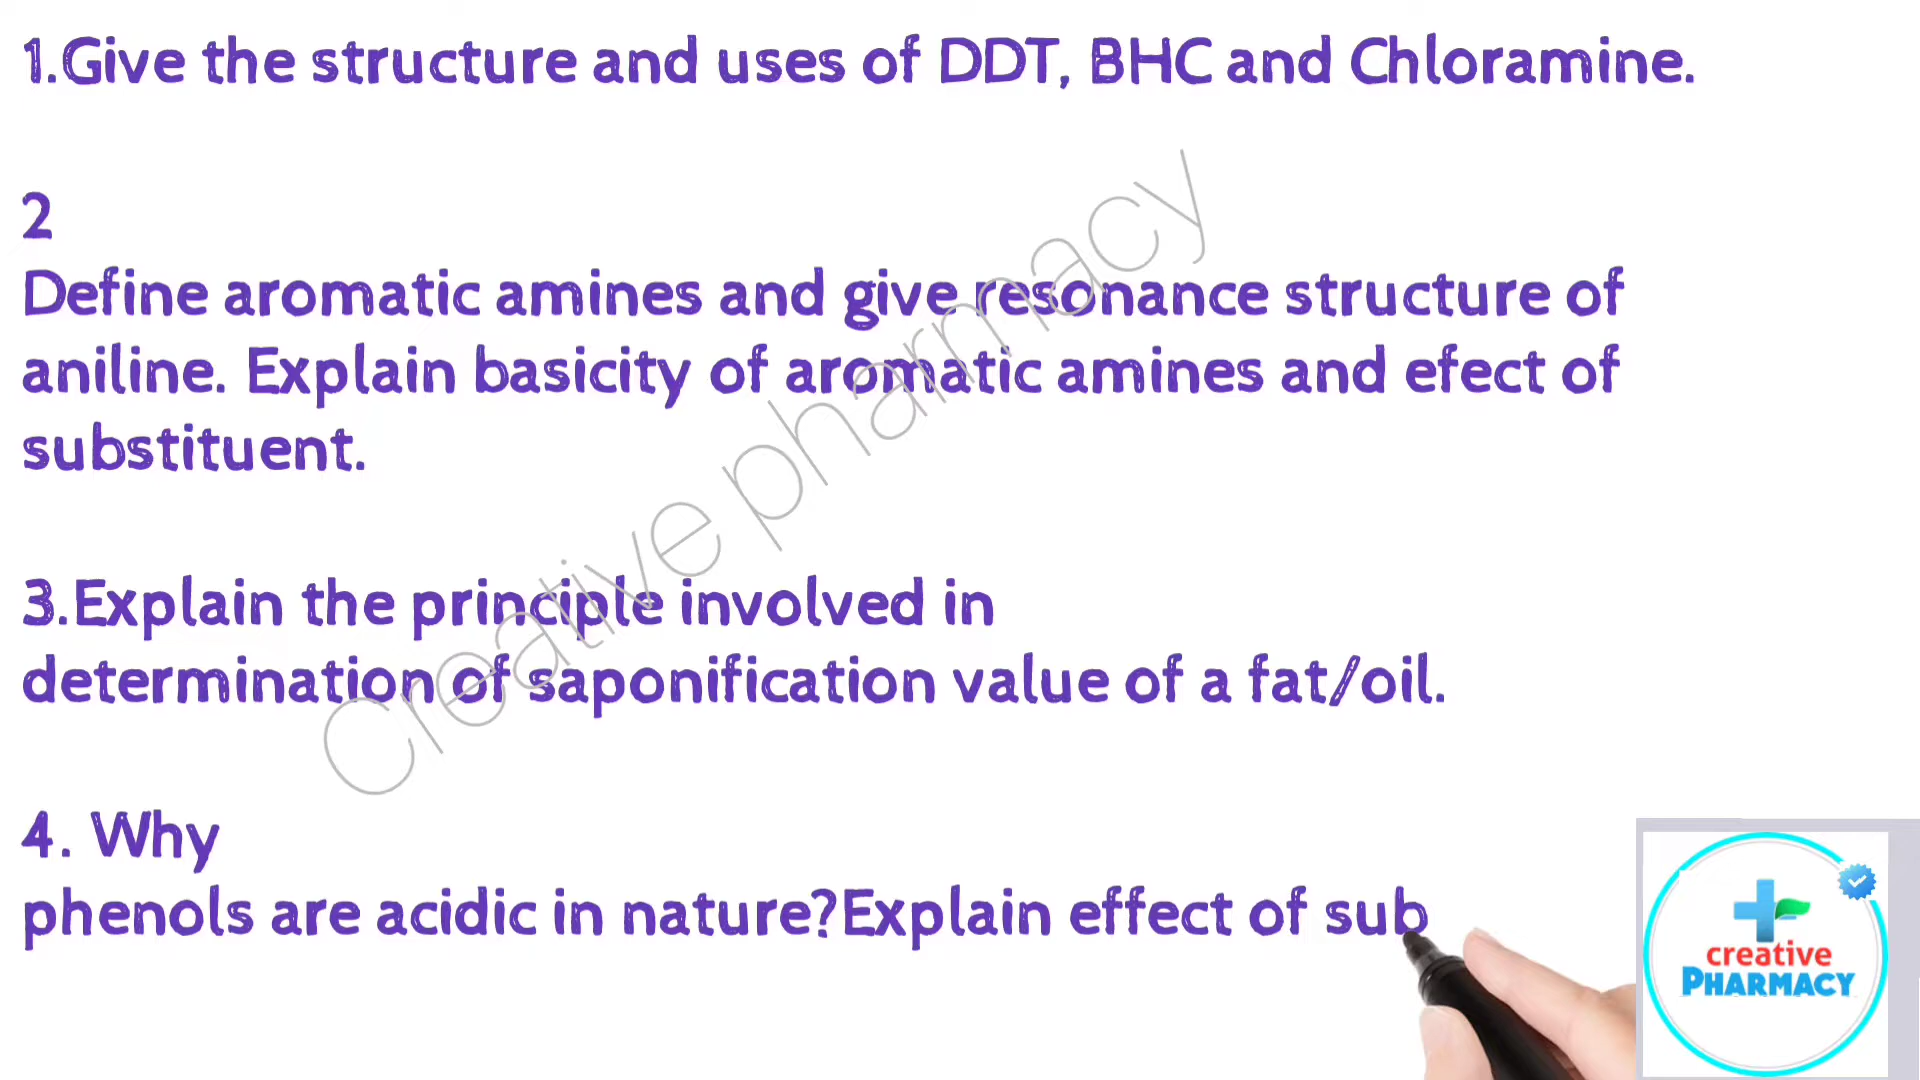 1.Give the structure and uses of DDT, BHC and Chloramine.
2
Define aromatic amines and give resonance structure of
aniline. Explain basicity of aromatic amines and efect of
substituent.
3.Explain the principle involved in
determination of saponification value of a fat/oil.
4. Why
phenols are acidic in nature?Explain effect of sub
Creative pharmacy
creative
PHARMACY